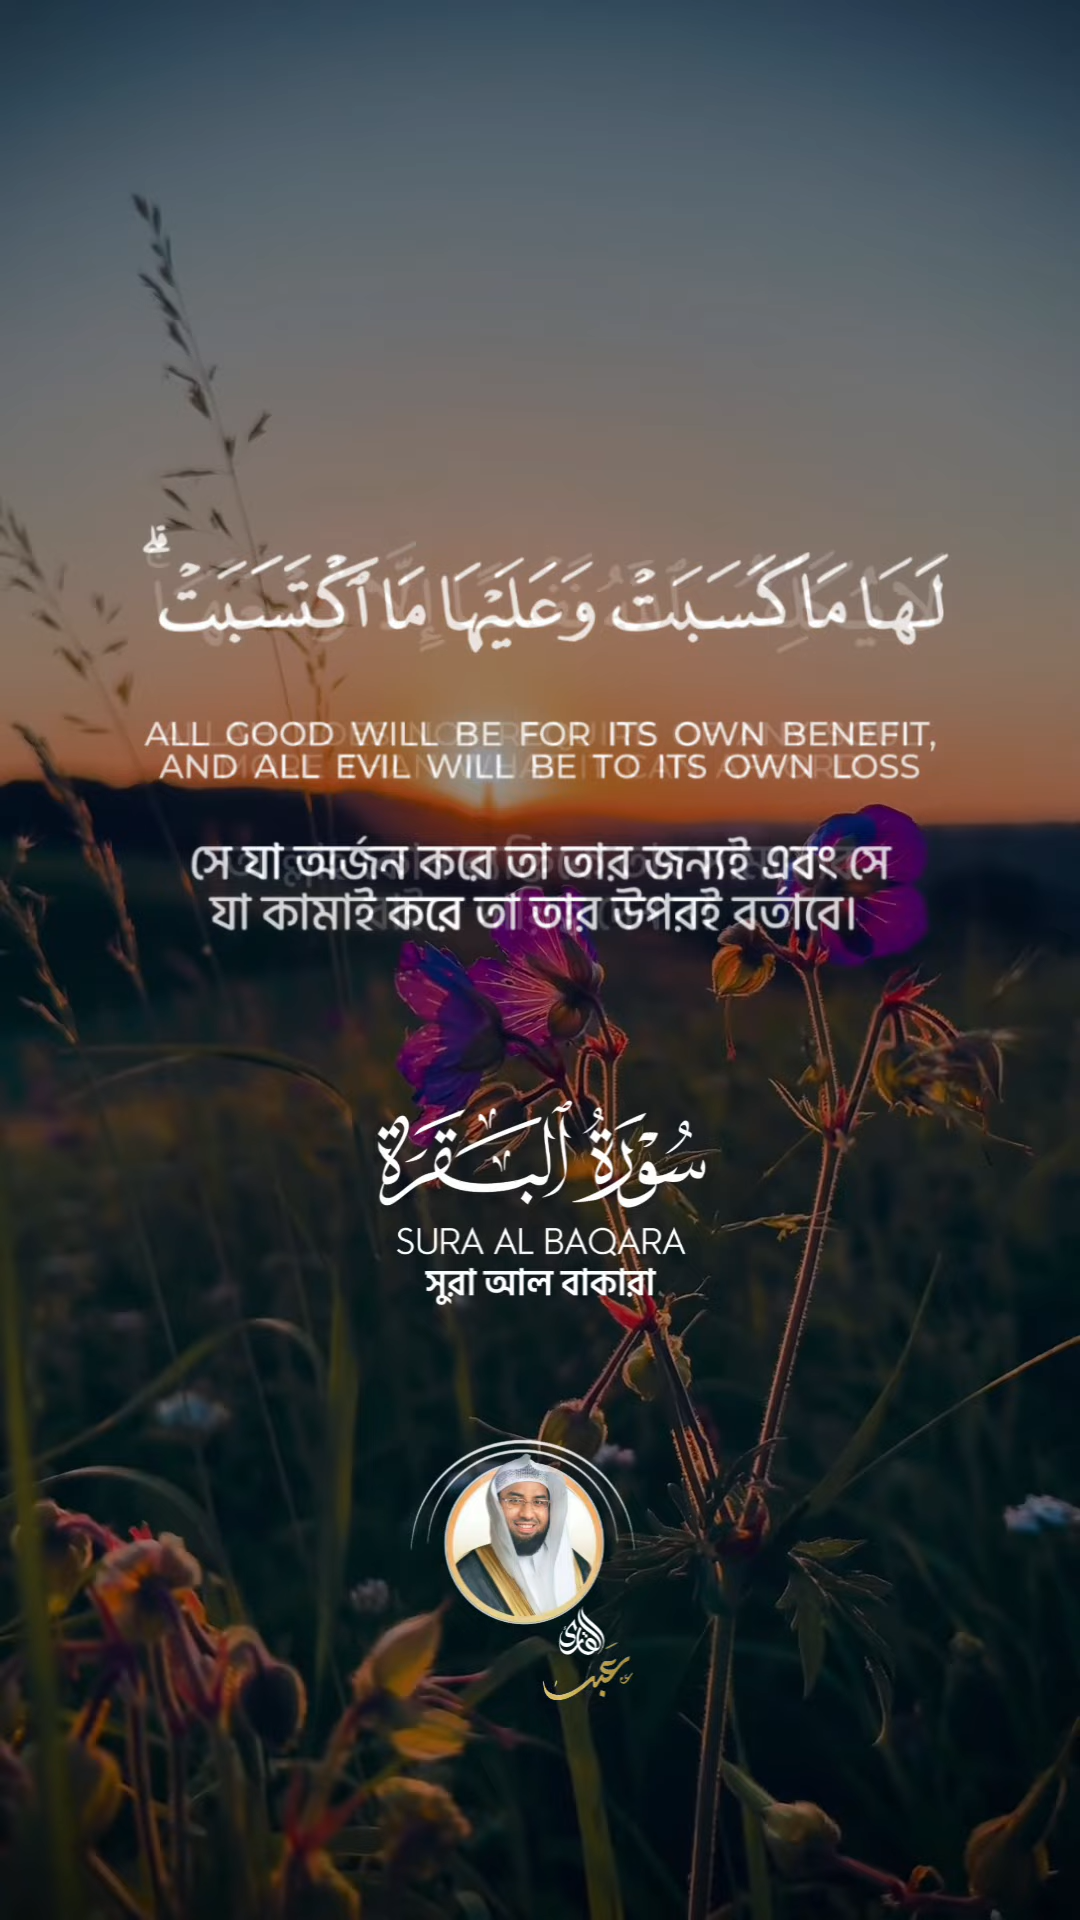 لَهَا مَا كَسَبَتْ وَعَلَيْهَا مَا ٱكْتَسَبَتْ ۗ
ALL GOOD WILL BE FOR ITS OWN BENEFIT,
AND ALL EVIL WILL BE TO ITS OWN LOSS
সে যা অর্জন করে তা তার জন্যই এবং সে
যা কামাই করে তা তার উপরই বর্তাবে।
سُورَةُ ٱلْبَقَرَة
SURA AL BAQARA
সুরা আল বাকারা
القارئ